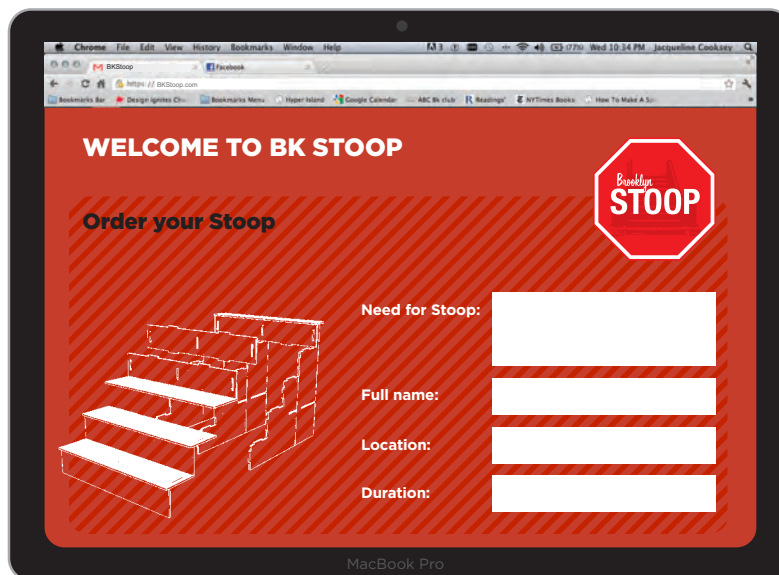 Chrome File Edit View History Bookmarks Window Help 3 Wed 10:34 PM Jacqueline Cooksey
BKStoop Facebook
https://BKStoop.com
Bookmarks Bar Design Ignites Bookmarks Menu Hyper Island Google Calendar ABC Bk club Readings' NYTimes Books How To Make A
WELCOME TO BK STOOP
Brooklyn
STOOP
Order your Stoop
Need for Stoop:
Full name:
Location:
Duration:
MacBook Pro